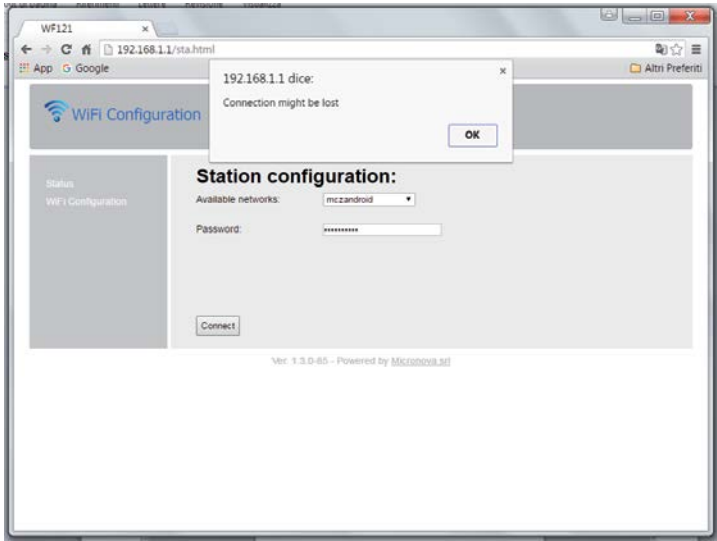 WF121
192.168.1.1/sta.html
App
Google
Altri Preferiti
192.168.1.1 dice:
Connection might be lost
OK
WiFi Configuration
Status
WiFi Configuration
Station configuration:
Available networks:
mczandroid
Password:
••••••••••
Connect
Ver. 1.3.0-65 - Powered by Micronova srl